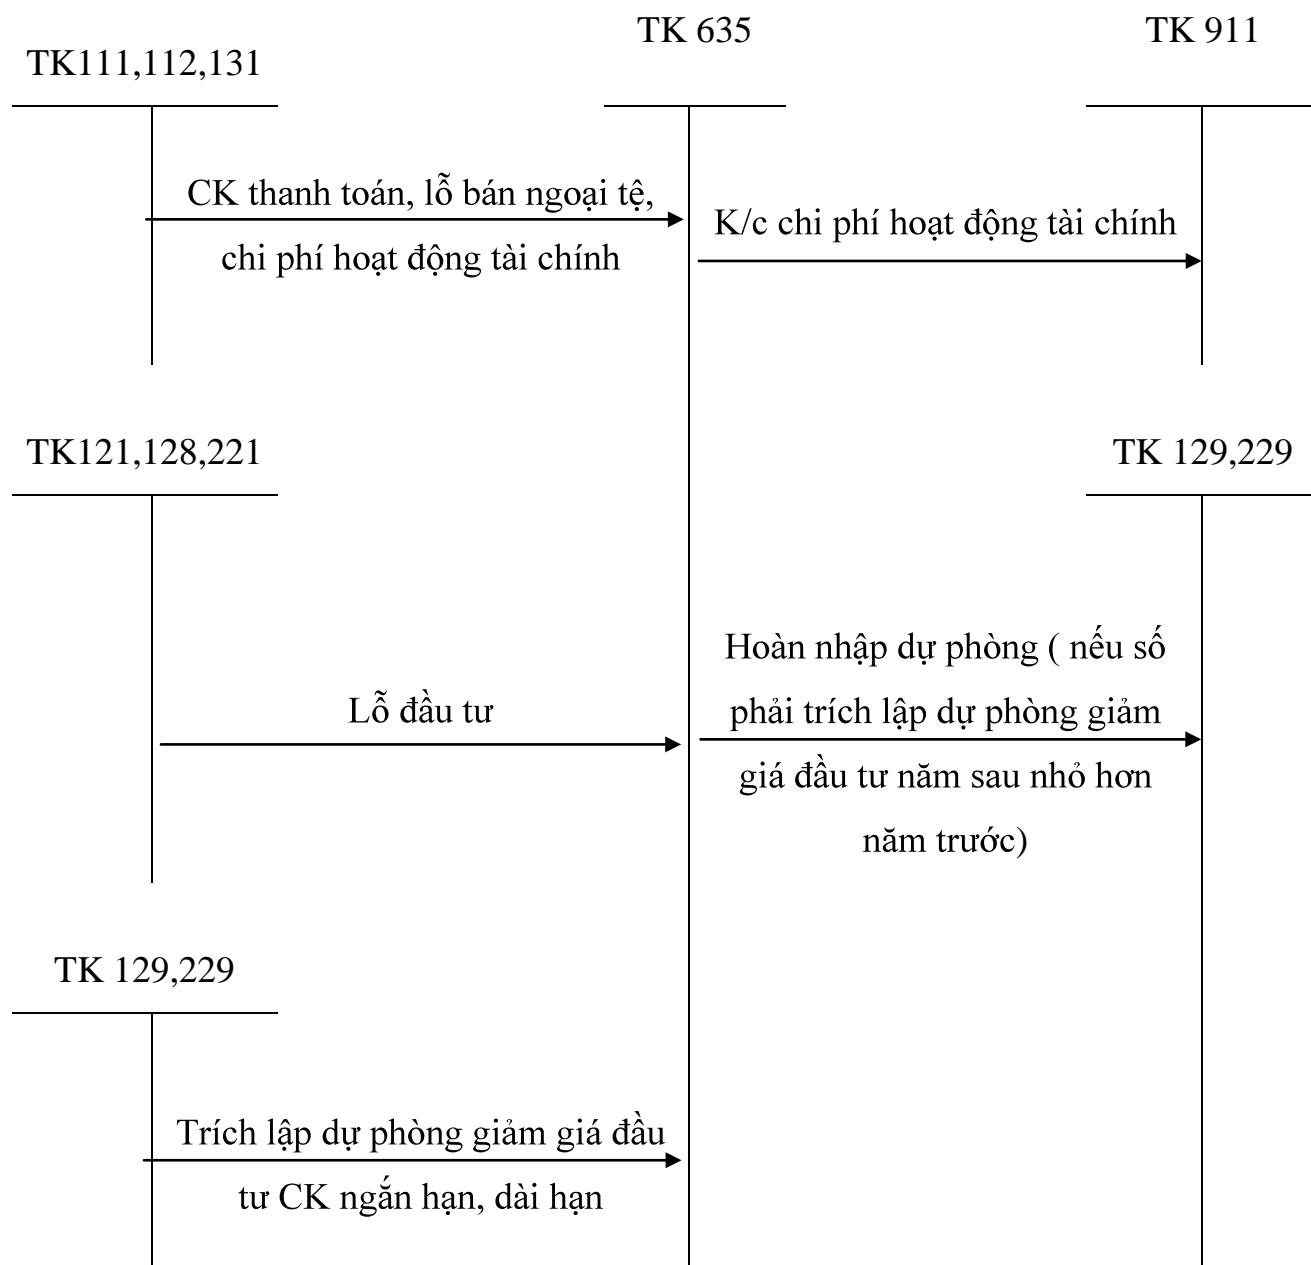 TK 635
TK 911
TK111,112,131
CK thanh toán, lỗ bán ngoại tệ,
chi phí hoạt động tài chính
K/c chi phí hoạt động tài chính
TK121,128,221
TK 129,229
Lỗ đầu tư
Hoàn nhập dự phòng ( nếu số
phải trích lập dự phòng giảm
giá đầu tư năm sau nhỏ hơn
năm trước)
TK 129,229
Trích lập dự phòng giảm giá đầu
tư CK ngắn hạn, dài hạn